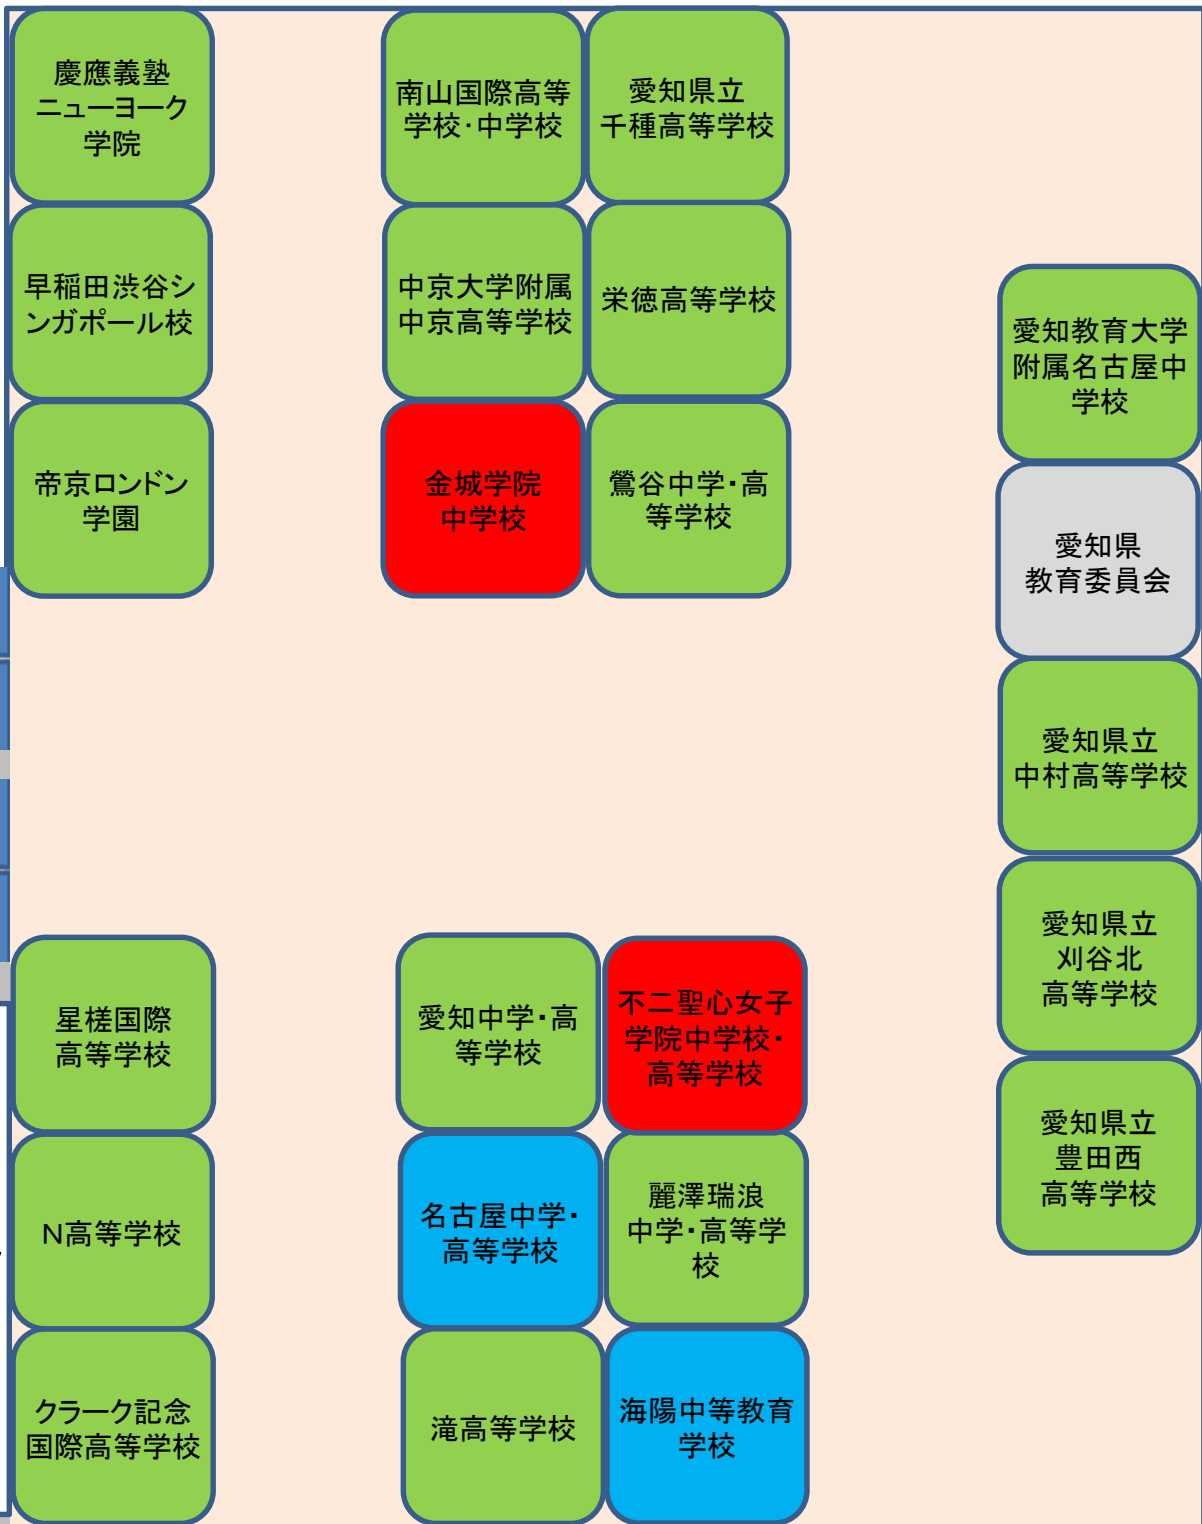 慶應義塾
ニューヨーク
学院
南山国際高等
学校・中学校
愛知県立
千種高等学校
早稲田渋谷シ
ンガポール校
中京大学附属
中京高等学校
栄徳高等学校
愛知教育大学
附属名古屋中
学校
帝京ロンドン
学園
金城学院
中学校
鶯谷中学・高
等学校
愛知県
教育委員会
愛知県立
中村高等学校
愛知県立
刈谷北
高等学校
星槎国際
高等学校
愛知中学・高
等学校
不二聖心女子
学院中学校・
高等学校
愛知県立
豊田西
高等学校
N高等学校
名古屋中学・
高等学校
麗澤瑞浪
中学・高等学
校
クラーク記念
国際高等学校
滝高等学校
海陽中等教育
学校